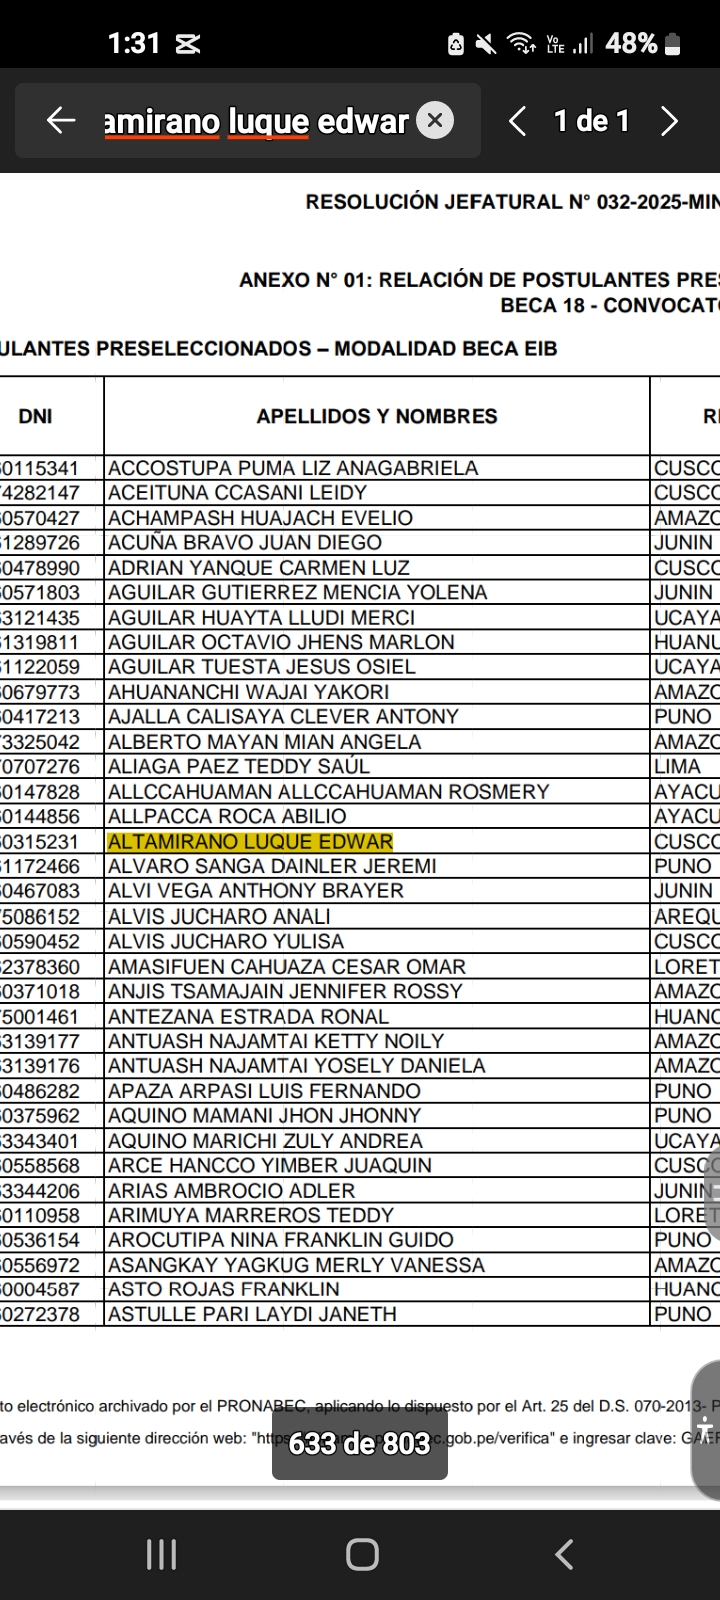 1:31
Vo LTE
48%
amirano luque edwar
1 de 1
RESOLUCIÓN JEFATURAL N° 032-2025-MIN
ANEXO N° 01: RELACIÓN DE POSTULANTES PRES
BECA 18 - CONVOCATO
ULANTES PRESELECCIONADOS – MODALIDAD BECA EIB
DNI APELLIDOS Y NOMBRES RE
60115341 ACCOSTUPA PUMA LIZ ANAGABRIELA CUSCO
74282147 ACEITUNA CCASANI LEIDY CUSCO
60570427 ACHAMPASH HUAJACH EVELIO AMAZO
61289726 ACUÑA BRAVO JUAN DIEGO JUNIN
60478990 ADRIAN YANQUE CARMEN LUZ CUSCO
60571803 AGUILAR GUTIERREZ MENCIA YOLENA JUNIN
63121435 AGUILAR HUAYTA LLUDI MERCI UCAYA
61319811 AGUILAR OCTAVIO JHENS MARLON HUANU
61122059 AGUILAR TUESTA JESUS OSIEL UCAYA
60679773 AHUANANCHI WAJAI YAKORI AMAZO
60417213 AJALLA CALISAYA CLEVER ANTONY PUNO
73325042 ALBERTO MAYAN MIAN ANGELA AMAZO
70707276 ALIAGA PAEZ TEDDY SAÚL LIMA
60147828 ALLCCAHUAMAN ALLCCAHUAMAN ROSMERY AYACU
60144856 ALLPACCA ROCA ABILIO AYACU
60315231 ALTAMIRANO LUQUE EDWAR CUSCO
61172466 ALVARO SANGA DAINLER JEREMI PUNO
60467083 ALVI VEGA ANTHONY BRAYER JUNIN
75086152 ALVIS JUCHARO ANALI AREQU
60590452 ALVIS JUCHARO YULISA CUSCO
62378360 AMASIFUEN CAHUAZA CESAR OMAR LORET
60371018 ANJIS TSAMAJAIN JENNIFER ROSSY AMAZO
75001461 ANTEZANA ESTRADA RONAL HUANC
63139177 ANTUASH NAJAMTAI KETTY NOILY AMAZO
63139176 ANTUASH NAJAMTAI YOSELY DANIELA AMAZO
60486282 APAZA ARPASI LUIS FERNANDO PUNO
60375962 AQUINO MAMANI JHON JHONNY PUNO
63343401 AQUINO MARICHI ZULY ANDREA UCAYA
60558568 ARCE HANCCO YIMBER JUAQUIN CUSCO
63344206 ARIAS AMBROCIO ADLER JUNIN
60110958 ARIMUYA MARREROS TEDDY LORET
60536154 AROCUTIPA NINA FRANKLIN GUIDO PUNO
60556972 ASANGKAY YAGKUG MERLY VANESSA AMAZO
60004587 ASTO ROJAS FRANKLIN HUANC
60272378 ASTULLE PARI LAYDI JANETH PUNO
to electrónico archivado por el PRONABEC, aplicando lo dispuesto por el Art. 25 del D.S. 070-2013- P
avés de la siguiente dirección web: "https ec.gob.pe/verifica" e ingresar clave:
633 de 803